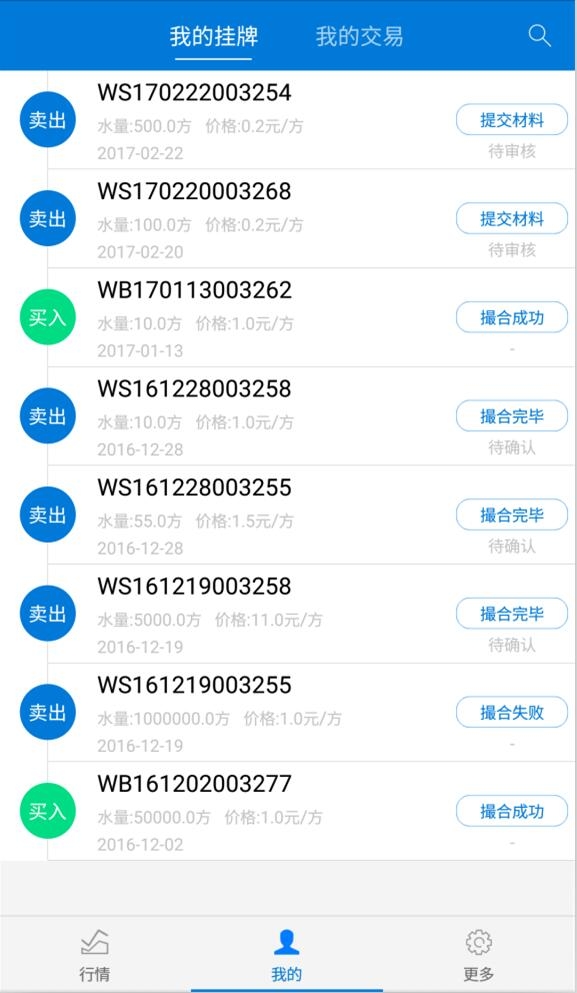 我的挂牌 我的交易
WS170222003254
卖出 水量:500.0方 价格:0.2元/方 提交材料
2017-02-22 待审核
WS170220003268
卖出 水量:100.0方 价格:0.2元/方 提交材料
2017-02-20 待审核
WB170113003262
买入 水量:10.0方 价格:1.0元/方 撮合成功
2017-01-13 -
WS161228003258
卖出 水量:10.0方 价格:1.0元/方 撮合完毕
2016-12-28 待确认
WS161228003255
卖出 水量:55.0方 价格:1.5元/方 撮合完毕
2016-12-28 待确认
WS161219003258
卖出 水量:5000.0方 价格:11.0元/方 撮合完毕
2016-12-19 待确认
WS161219003255
卖出 水量:1000000.0方 价格:1.0元/方 撮合失败
2016-12-19 -
WB161202003277
买入 水量:50000.0方 价格:1.0元/方 撮合成功
2016-12-02 -
行情 我的 更多